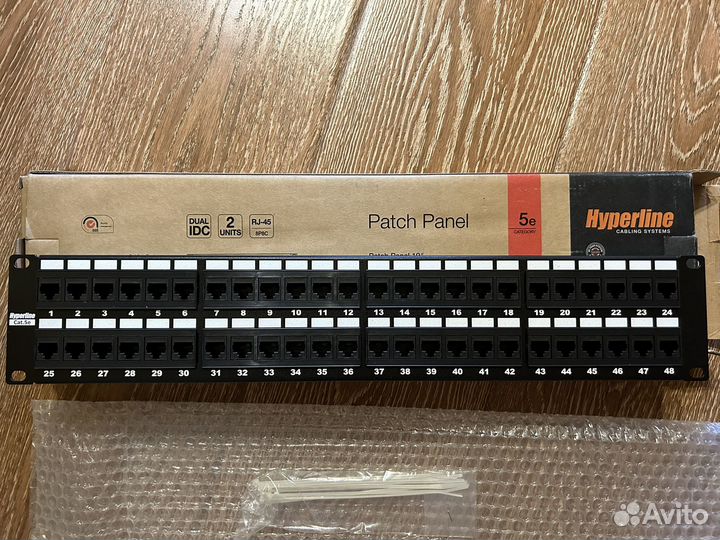 DUAL IDC
2 UNITS
RJ-45 8P8C
Patch Panel
5e CATEGORY
Hyperline
CABLING SYSTEMS
Patch Panel 19"
Hyperline
Cat.5e
1 2 3 4 5 6 7 8 9 10 11 12 13 14 15 16 17 18 19 20 21 22 23 24
25 26 27 28 29 30 31 32 33 34 35 36 37 38 39 40 41 42 43 44 45 46 47 48
Avito